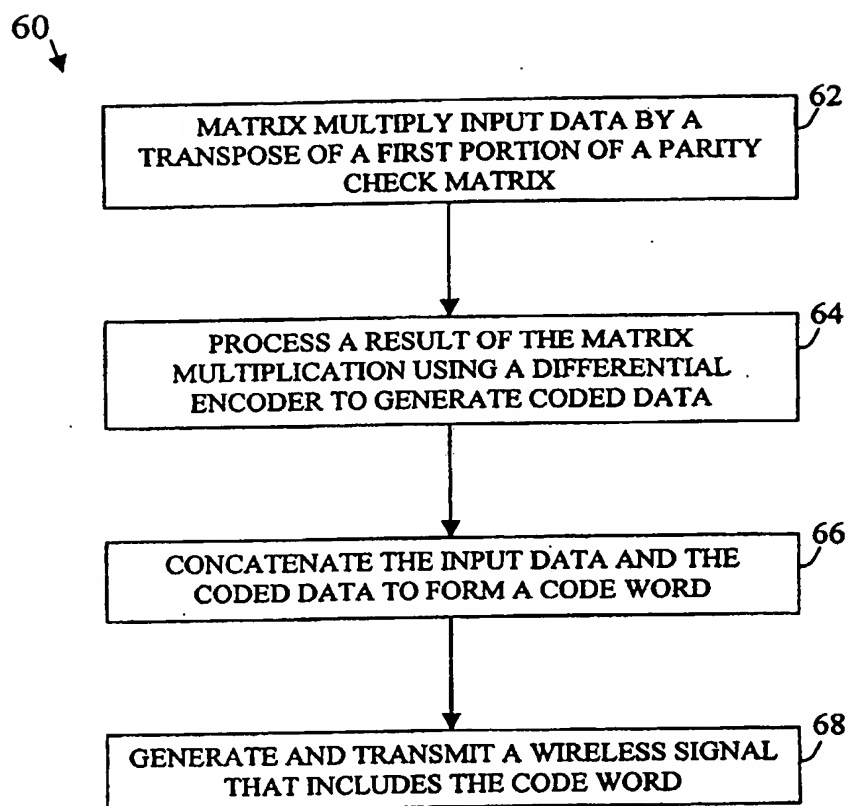 60
62
MATRIX MULTIPLY INPUT DATA BY A
TRANSPOSE OF A FIRST PORTION OF A PARITY
CHECK MATRIX
64
PROCESS A RESULT OF THE MATRIX
MULTIPLICATION USING A DIFFERENTIAL
ENCODER TO GENERATE CODED DATA
66
CONCATENATE THE INPUT DATA AND THE
CODED DATA TO FORM A CODE WORD
68
GENERATE AND TRANSMIT A WIRELESS SIGNAL
THAT INCLUDES THE CODE WORD